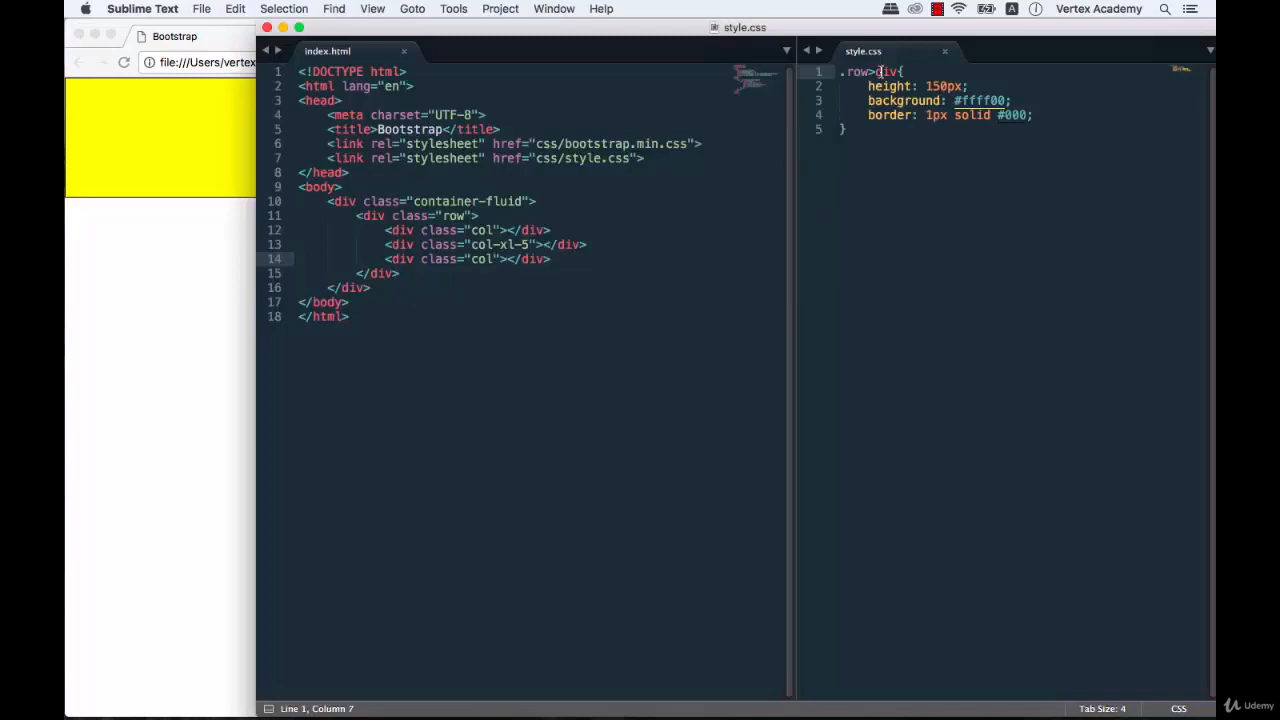 Sublime Text File Edit Selection Find View Goto Tools Project Window Help A Vertex Academy
style.css
Bootstrap
file:///Users/vertex
index.html
1 <!DOCTYPE html>
2 <html lang="en">
3 <head>
4 <meta charset="UTF-8">
5 <title>Bootstrap</title>
6 <link rel="stylesheet" href="css/bootstrap.min.css">
7 <link rel="stylesheet" href="css/style.css">
8 </head>
9 <body>
10 <div class="container-fluid">
11 <div class="row">
12 <div class="col"></div>
13 <div class="col-xl-5"></div>
14 <div class="col"></div>
15 </div>
16 </div>
17 </body>
18 </html>
style.css
1 .row>div{
2 height: 150px;
3 background: #ffff00;
4 border: 1px solid #000;
5 }
Line 1, Column 7
Tab Size: 4
CSS
Udemy